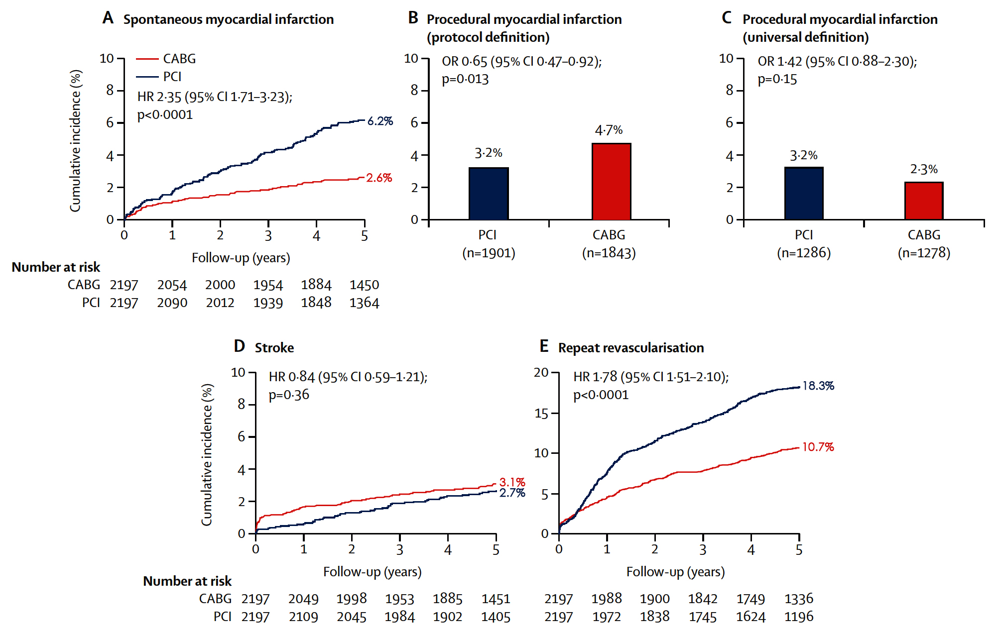 A Spontaneous myocardial infarction
10
8
6
4
2
0
Cumulative incidence (%)
CABG
PCI
HR 2·35 (95% CI 1·71–3·23);
p<0·0001
6.2%
2.6%
0 1 2 3 4 5
Follow-up (years)
Number at risk
CABG 2197 2054 2000 1954 1884 1450
PCI 2197 2090 2012 1939 1848 1364
B Procedural myocardial infarction
(protocol definition)
10
8
6
4
2
0
OR 0·65 (95% CI 0·47–0·92);
p=0·013
3·2%
4·7%
PCI CABG
(n=1901) (n=1843)
C Procedural myocardial infarction
(universal definition)
10
8
6
4
2
0
OR 1·42 (95% CI 0·88–2·30);
p=0·15
3·2%
2·3%
PCI CABG
(n=1286) (n=1278)
D Stroke
10
8
6
4
2
0
Cumulative incidence (%)
HR 0·84 (95% CI 0·59–1·21);
p=0·36
3.1%
2.7%
0 1 2 3 4 5
Follow-up (years)
Number at risk
CABG 2197 2049 1998 1953 1885 1451
PCI 2197 2109 2045 1984 1902 1405
E Repeat revascularisation
20
15
10
5
0
HR 1·78 (95% CI 1·51–2·10);
p<0·0001
18.3%
10.7%
0 1 2 3 4 5
Follow-up (years)
2197 1988 1900 1842 1749 1336
2197 1972 1838 1745 1624 1196